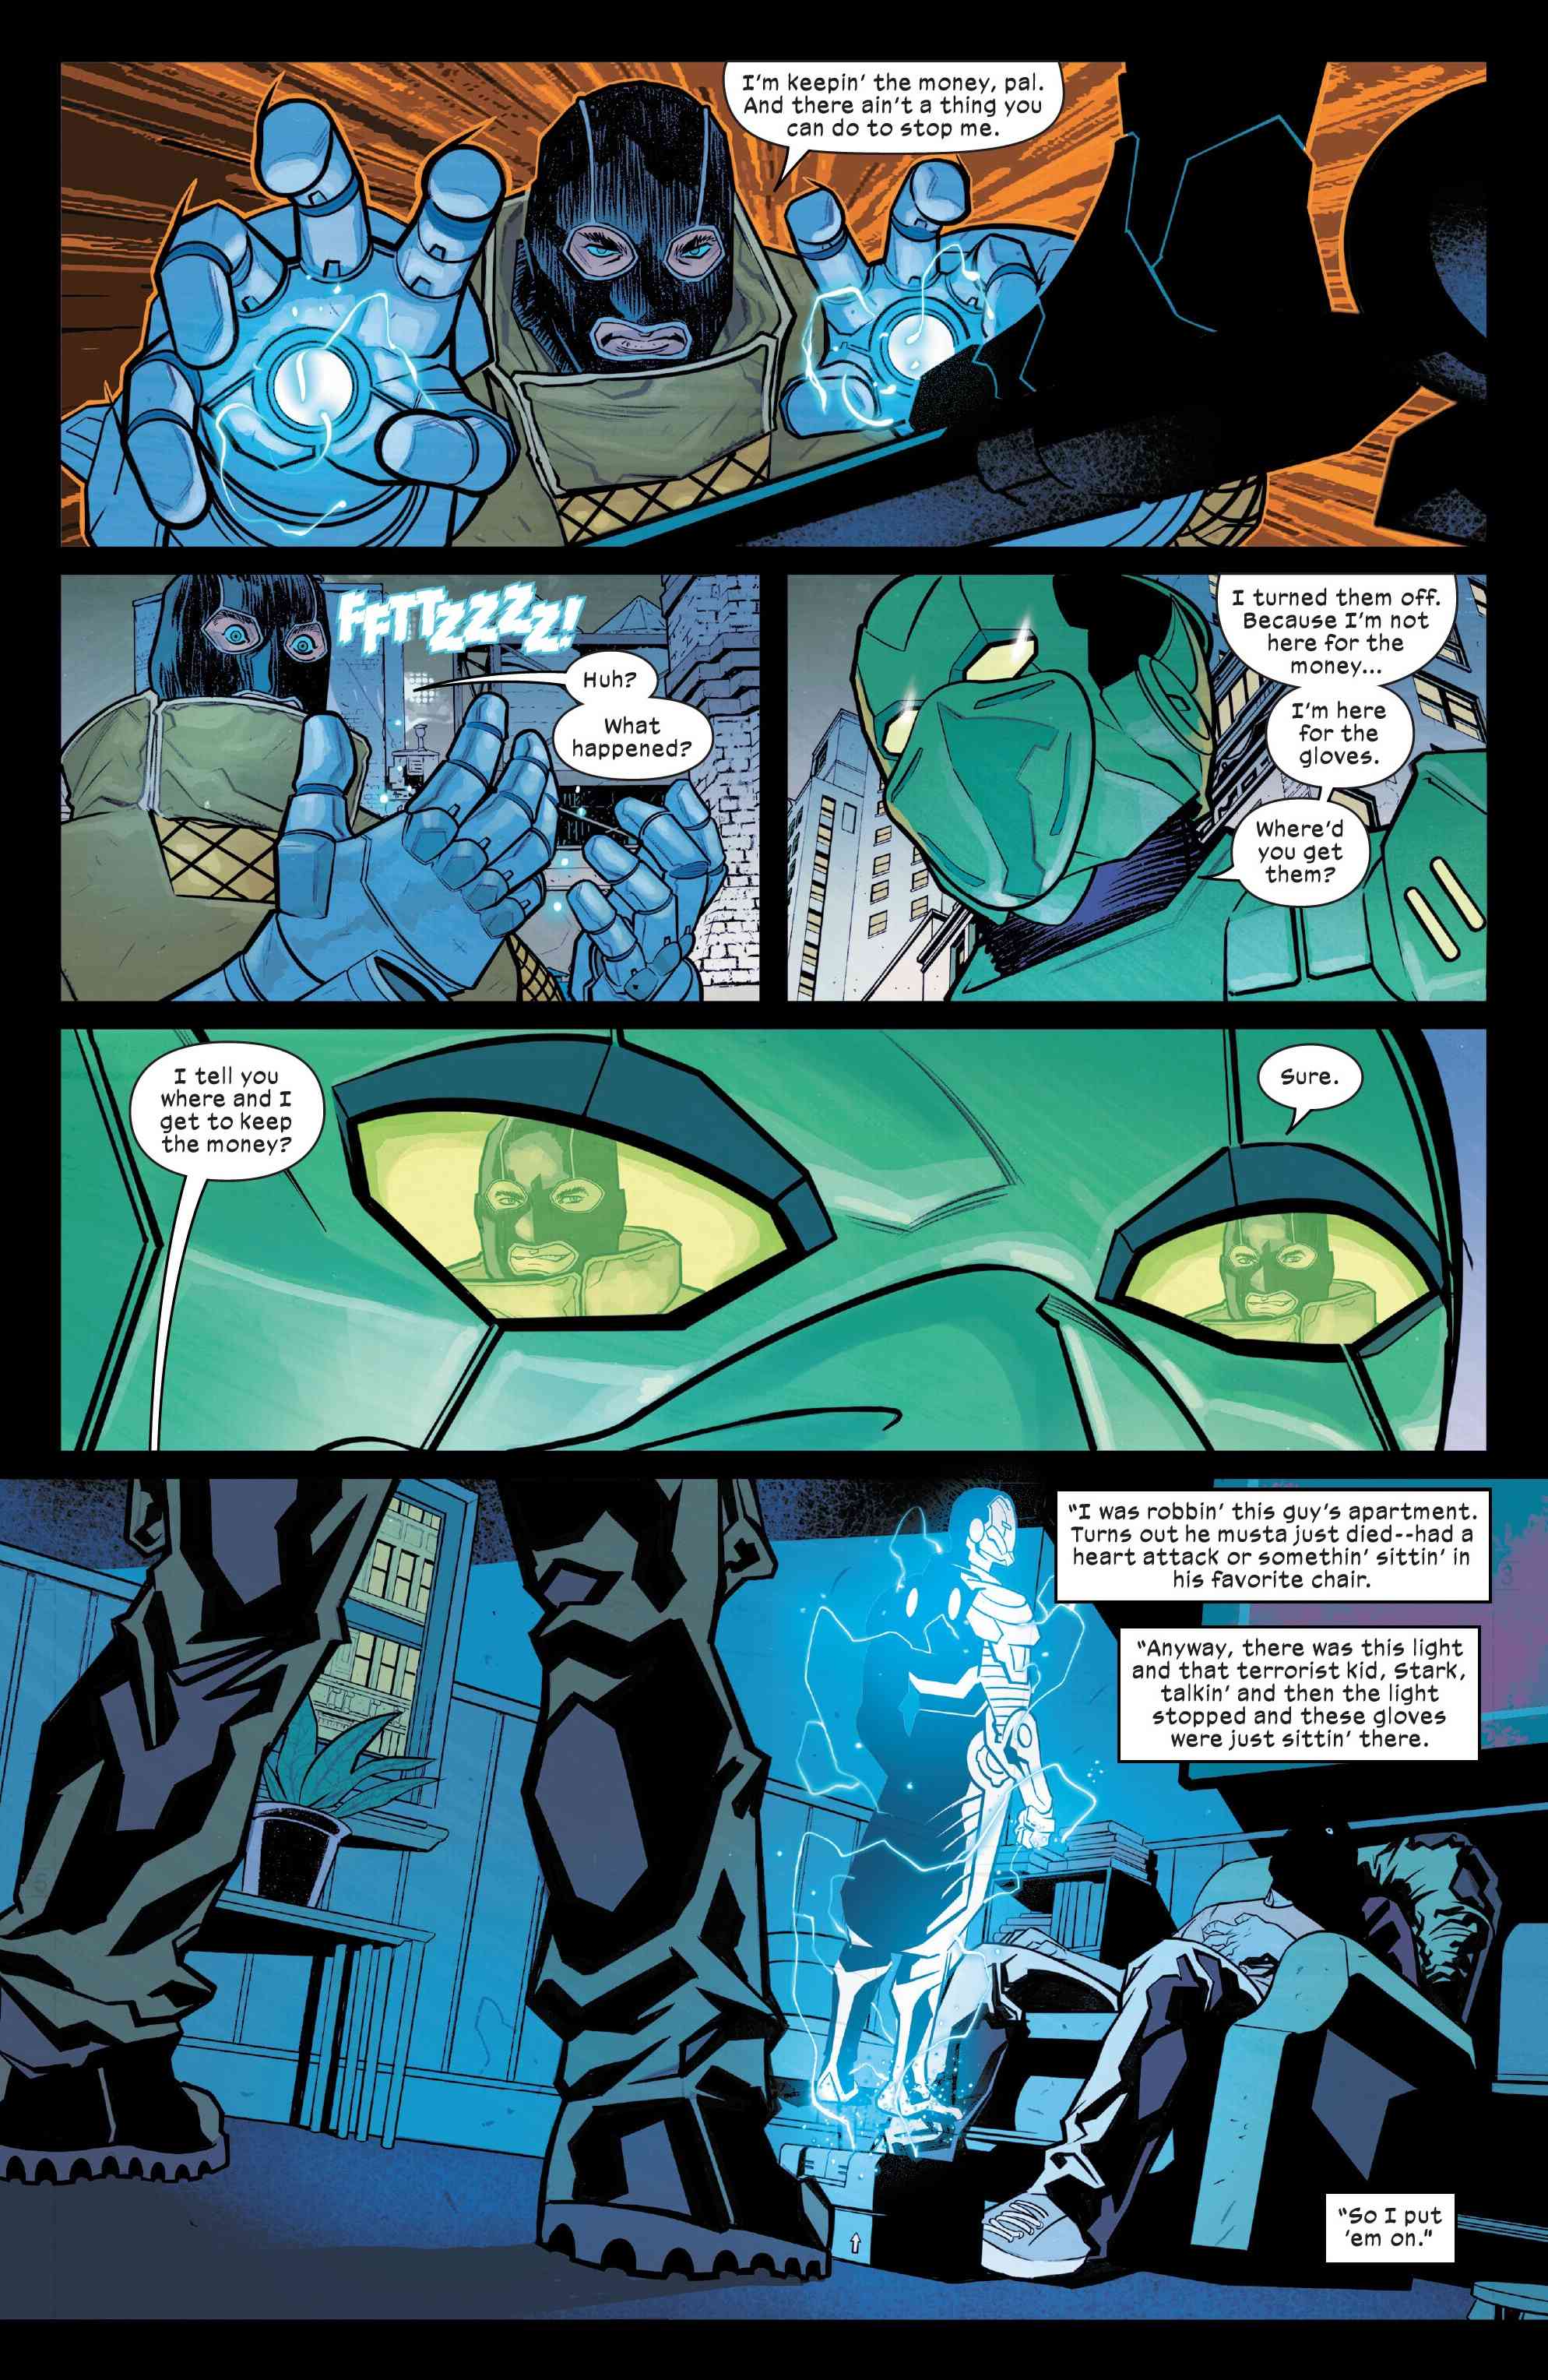 I'm keepin' the money, pal.
And there ain't a thing you
can do to stop me.
FFFTTZZZZZ!
Huh?
What
happened?
I turned them off.
Because I'm not
here for the
money...
I'm here
for the
gloves.
Where'd
you get
them?
I tell you
where and I
get to keep
the money?
Sure.
"I was robbin' this guy's apartment.
Turns out he musta just died--had a
heart attack or somethin' sittin' in
his favorite chair.
"Anyway, there was this light
and that terrorist kid, Stark,
talkin' and then the light
stopped and these gloves
were just sittin' there.
"So I put
'em on."